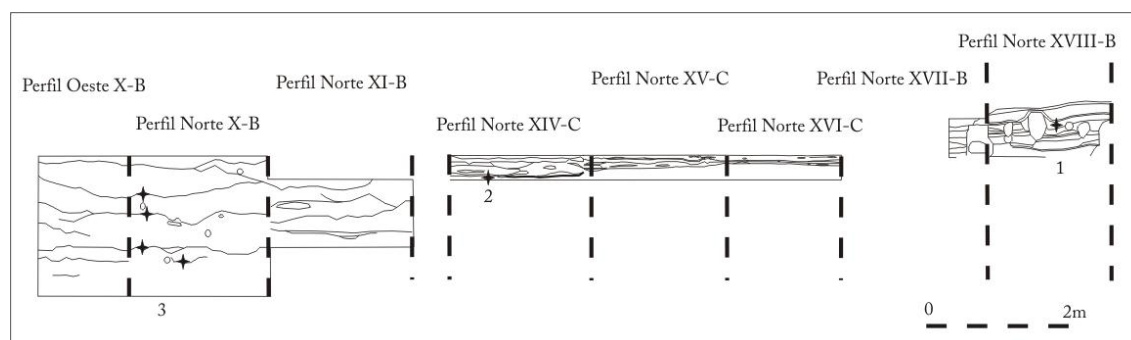 Perfil Norte XVIII-B
Perfil Oeste X-B
Perfil Norte XI-B
Perfil Norte XV-C
Perfil Norte XVII-B
Perfil Norte X-B
Perfil Norte XIV-C
Perfil Norte XVI-C
1
2
3
0
2m